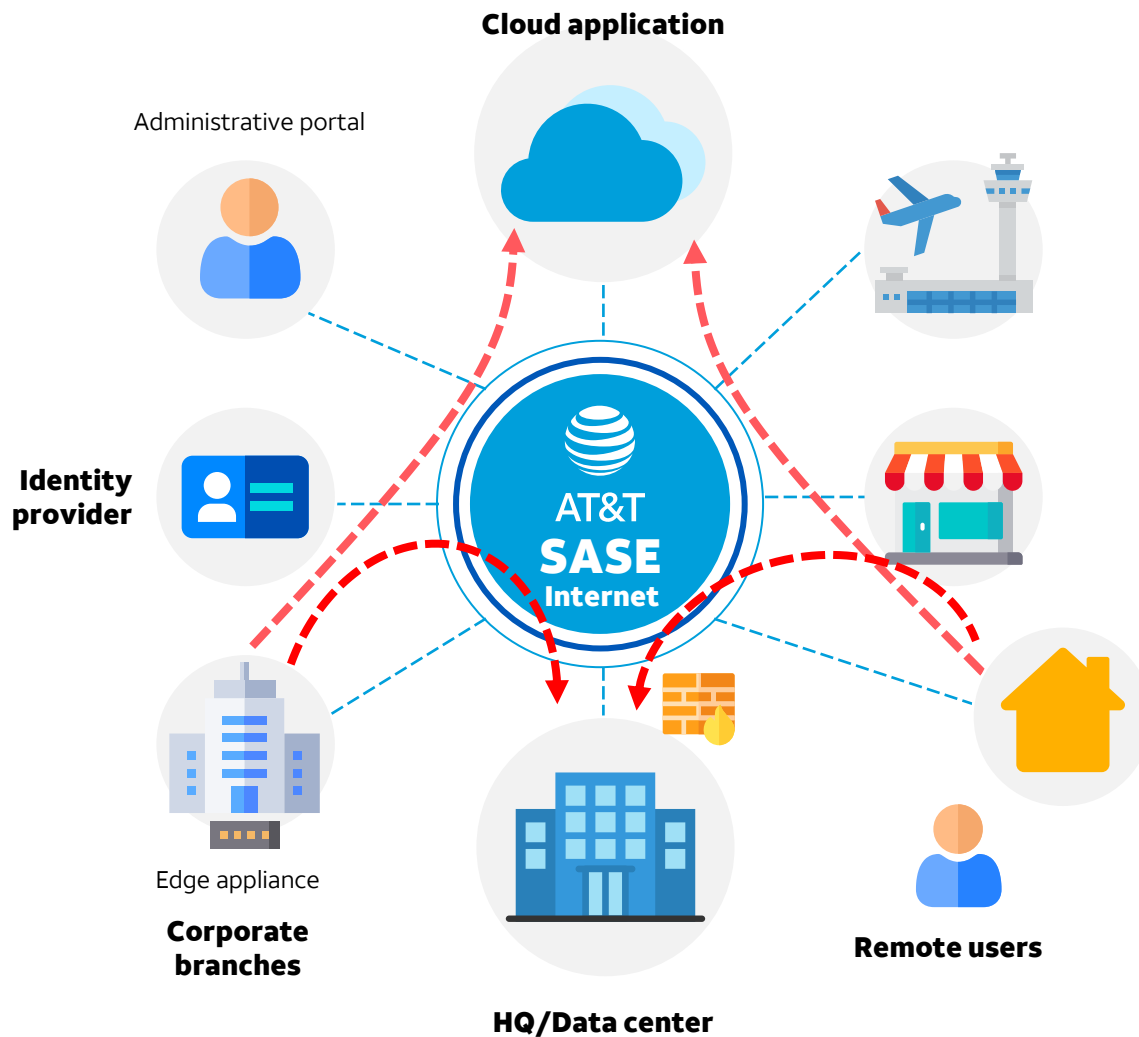 Cloud application
Administrative portal
Identity
provider
AT&T
SASE
Internet
Edge appliance
Corporate
branches
Remote users
HQ/Data center